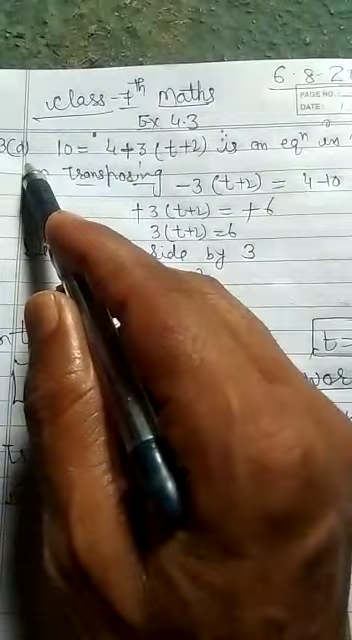 6-8-2
PAGE NO.:
DATE:
Class-7th Maths
Ex 4.3
3(a) 10 = 4+3(t+2) is an eqn in
transposing -3(t+2) = 4-10
+3(t+2) = +6
3(t+2) = 6
side by 3
t=